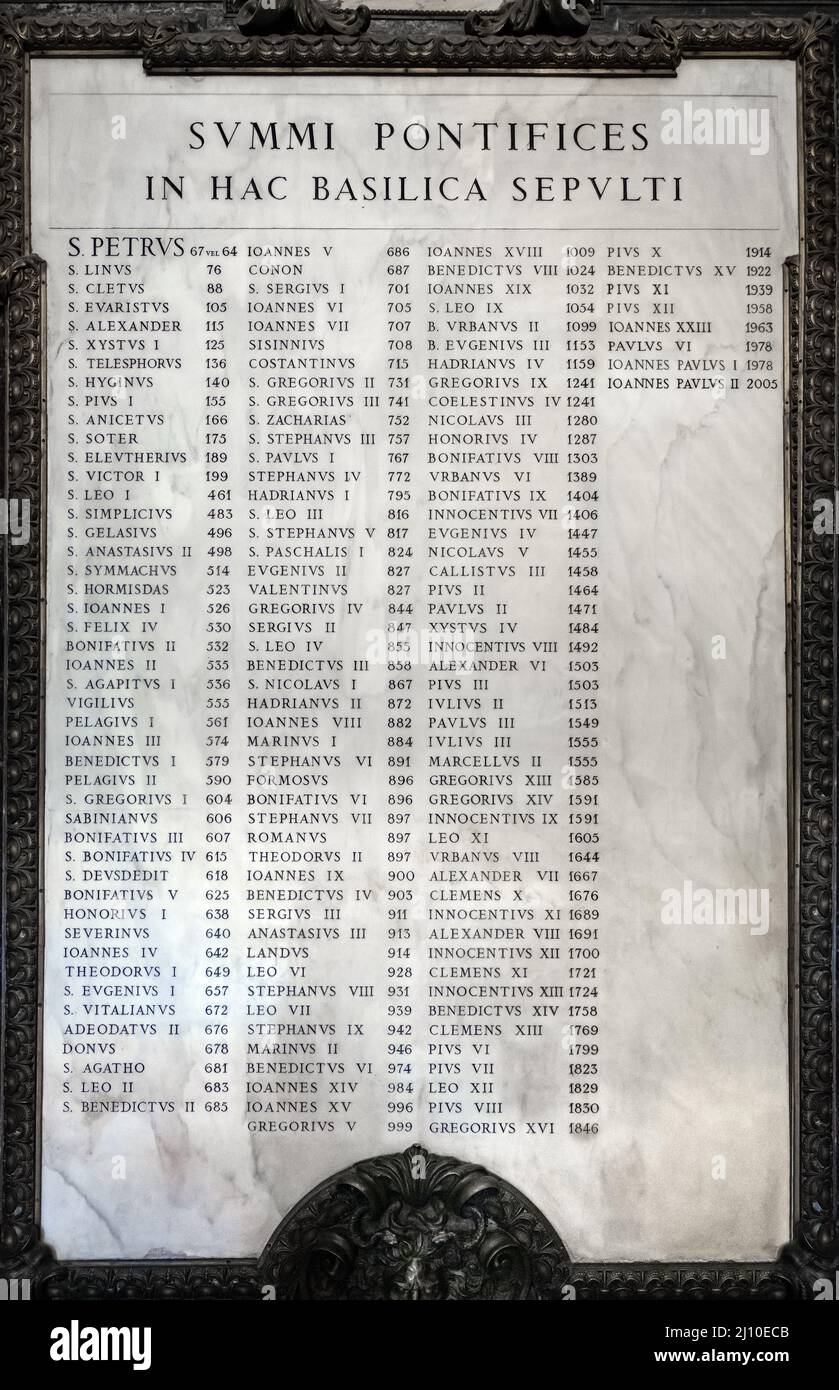 SVMMI PONTIFICES
IN HAC BASILICA SEPVLTI
S. PETRVS 67 VEL 64
S. LINVS 76
S. CLETVS 88
S. EVARISTVS 105
S. ALEXANDER 115
S. XYSTVS I 125
S. TELESPHORVS 136
S. HYGINVS 140
S. PIVS I 155
S. ANICETVS 166
S. SOTER 175
S. ELEVTHERIVS 189
S. VICTOR I 199
S. LEO I 461
S. SIMPLICIVS 483
S. GELASIVS 496
S. ANASTASIVS II 498
S. SYMMACHVS 514
S. HORMISDAS 523
S. IOANNES I 526
S. FELIX IV 530
BONIFATIVS II 532
IOANNES II 535
S. AGAPITVS I 536
VIGILIVS 555
PELAGIVS I 561
IOANNES III 574
BENEDICTVS I 579
PELAGIVS II 590
S. GREGORIVS I 604
SABINIANVS 606
BONIFATIVS III 607
S. BONIFATIVS IV 615
S. DEVSDEDIT 618
BONIFATIVS V 625
HONORIVS I 638
SEVERINVS 640
IOANNES IV 642
THEODORVS I 649
S. EVGENIVS I 657
S. VITALIANVS 672
ADEODATVS II 676
DONVS 678
S. AGATHO 681
S. LEO II 683
S. BENEDICTVS II 685
IOANNES V 686
CONON 687
S. SERGIVS I 701
IOANNES VI 705
IOANNES VII 707
SISINNIVS 708
COSTANTINVS 715
S. GREGORIVS II 731
S. GREGORIVS III 741
S. ZACHARIAS 752
S. STEPHANVS III 757
S. PAVLVS I 767
STEPHANVS IV 772
HADRIANVS I 795
S. LEO III 816
S. STEPHANVS V 817
S. PASCHALIS I 824
EVGENIVS II 827
VALENTINVS 827
GREGORIVS IV 844
SERGIVS II 847
S. LEO IV 855
BENEDICTVS III 858
S. NICOLAVS I 867
HADRIANVS II 872
IOANNES VIII 882
MARINVS I 884
STEPHANVS VI 891
FORMOSVS 896
BONIFATIVS VI 896
STEPHANVS VII 897
ROMANVS 897
THEODORVS II 897
IOANNES IX 900
BENEDICTVS IV 903
SERGIVS III 911
ANASTASIVS III 913
LANDVS 914
LEO VI 928
STEPHANVS VIII 931
LEO VII 939
STEPHANVS IX 942
MARINVS II 946
BENEDICTVS VI 974
IOANNES XIV 984
IOANNES XV 996
GREGORIVS V 999
IOANNES XVIII 1009
BENEDICTVS VIII 1024
IOANNES XIX 1032
S. LEO IX 1054
B. VRBANVS II 1099
B. EVGENIVS III 1153
HADRIANVS IV 1159
GREGORIVS IX 1241
COELESTINVS IV 1241
NICOLAVS III 1280
HONORIVS IV 1287
BONIFATIVS VIII 1303
VRBANVS VI 1389
BONIFATIVS IX 1404
INNOCENTIVS VII 1406
EVGENIVS IV 1447
NICOLAVS V 1455
CALLISTVS III 1458
PIVS II 1464
PAVLVS II 1471
XYSTVS IV 1484
INNOCENTIVS VIII 1492
ALEXANDER VI 1503
PIVS III 1503
IVLIVS II 1513
PAVLVS III 1549
IVLIVS III 1555
MARCELLVS II 1555
GREGORIVS XIII 1585
GREGORIVS XIV 1591
INNOCENTIVS IX 1591
LEO XI 1605
VRBANVS VIII 1644
ALEXANDER VII 1667
CLEMENS X 1676
INNOCENTIVS XI 1689
ALEXANDER VIII 1691
INNOCENTIVS XII 1700
CLEMENS XI 1721
INNOCENTIVS XIII 1724
BENEDICTVS XIV 1758
CLEMENS XIII 1769
PIVS VI 1799
PIVS VII 1823
LEO XII 1829
PIVS VIII 1830
GREGORIVS XVI 1846
PIVS X 1914
BENEDICTVS XV 1922
PIVS XI 1939
PIVS XII 1958
IOANNES XXIII 1963
PAVLVS VI 1978
IOANNES PAVLVS I 1978
IOANNES PAVLVS II 2005
alamy
Image ID: 2J10ECB
www.alamy.com